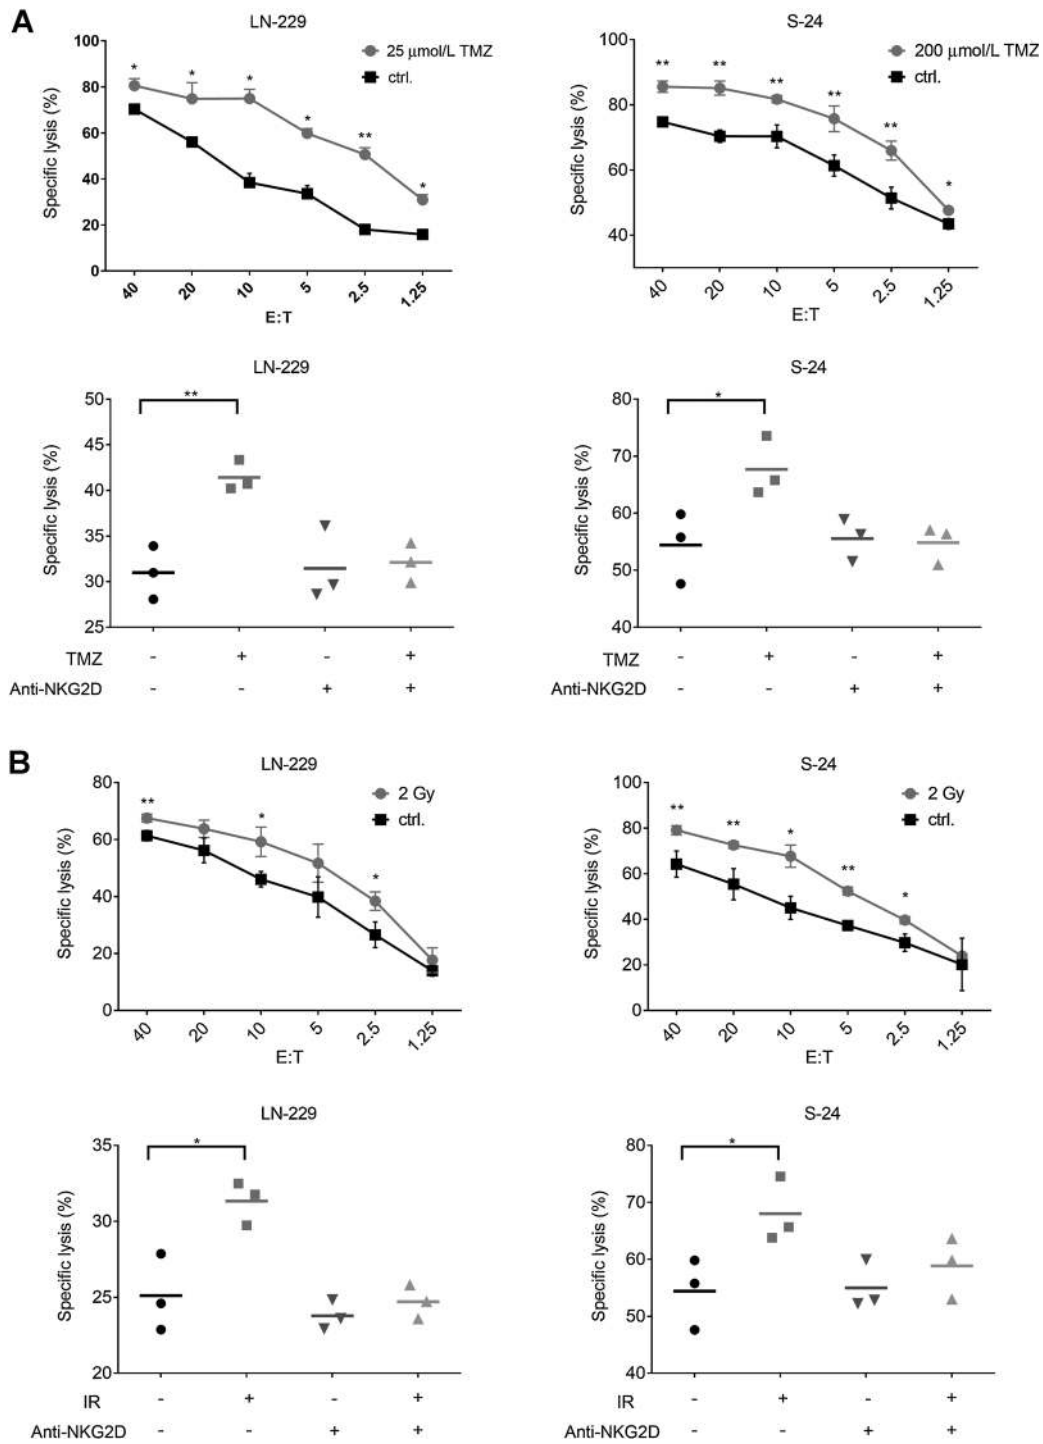 A
LN-229
S-24
25 μmol/L TMZ
ctrl.
200 μmol/L TMZ
ctrl.
Specific lysis (%)
100
80
60
40
20
0
* * * * ** *
40 20 10 5 2.5 1.25
E:T
Specific lysis (%)
100
80
60
40
** ** ** ** ** *
40 20 10 5 2.5 1.25
E:T
LN-229
S-24
Specific lysis (%)
50
45
40
35
30
25
**
TMZ - + - +
Anti-NKG2D - - + +
Specific lysis (%)
80
70
60
50
40
*
TMZ - + - +
Anti-NKG2D - - + +
B
LN-229
S-24
2 Gy
ctrl.
2 Gy
ctrl.
Specific lysis (%)
80
60
40
20
0
** * *
40 20 10 5 2.5 1.25
E:T
Specific lysis (%)
100
80
60
40
20
0
** ** * ** *
40 20 10 5 2.5 1.25
E:T
LN-229
S-24
Specific lysis (%)
35
30
25
20
*
IR - + - +
Anti-NKG2D - - + +
Specific lysis (%)
80
70
60
50
40
*
IR - + - +
Anti-NKG2D - - + +